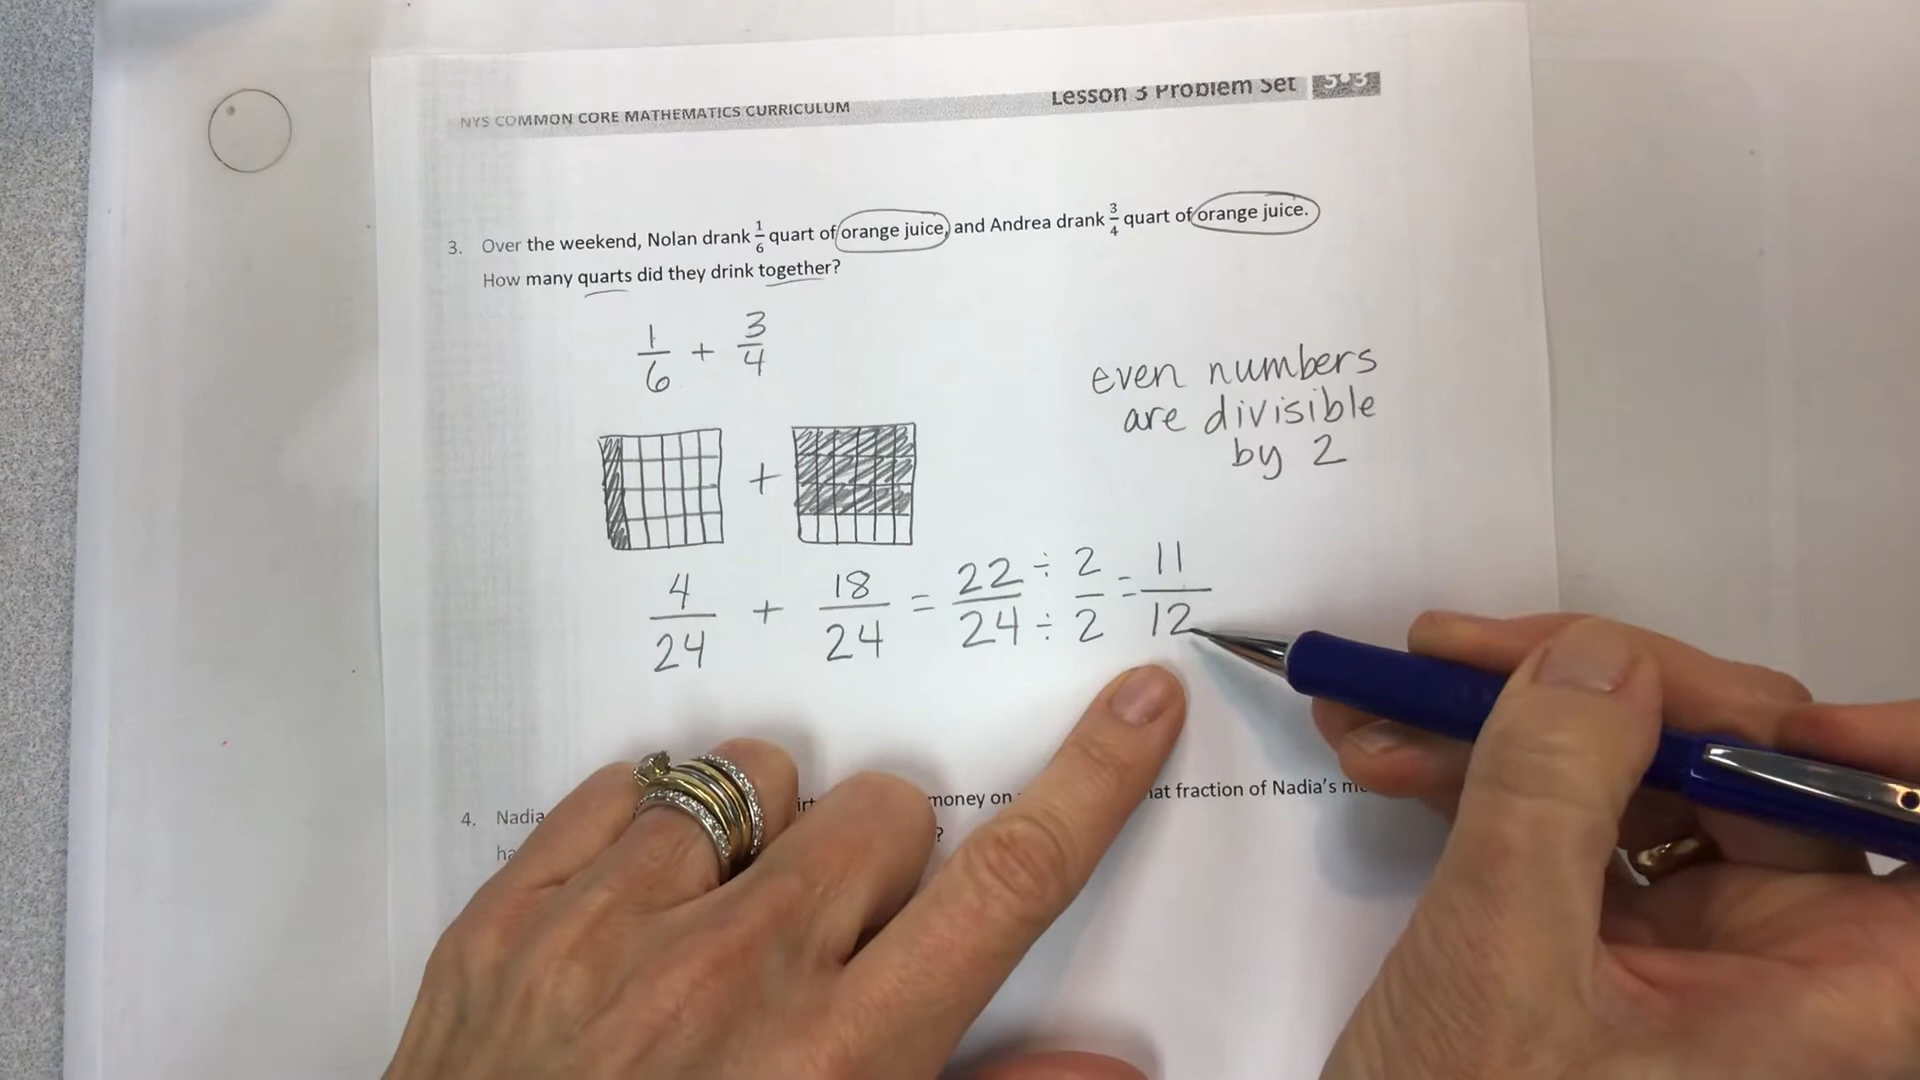 NYS COMMON CORE MATHEMATICS CURRICULUM
Lesson 3 Problem Set 5•3
3. Over the weekend, Nolan drank 1/6 quart of orange juice, and Andrea drank 3/4 quart of orange juice.
How many quarts did they drink together?
1/6 + 3/4
even numbers
are divisible
by 2
+
4/24 + 18/24 = 22/24 ÷ 2/÷ 2 = 11/12
4. Nadia money on fraction of Nadia's
?